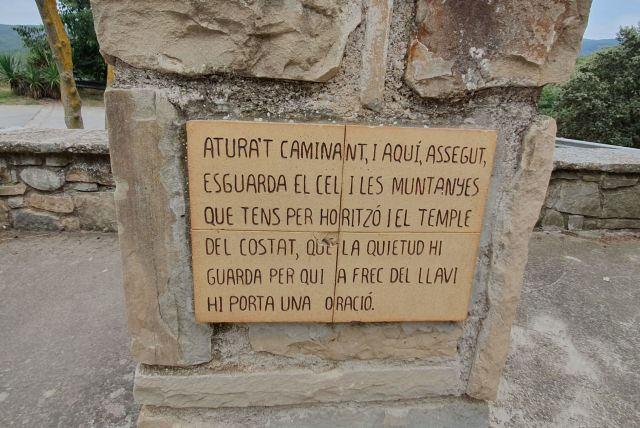 ATURA'T CAMINANT, I AQUÍ, ASSEGUT,
ESGUARDA EL CEL I LES MUNTANYES
QUE TENS PER HORITZÓ I EL TEMPLE
DEL COSTAT, QUE LA QUIETUD HI
GUARDA PER QUI A FREC DEL LLAVI
HI PORTA UNA ORACIÓ.